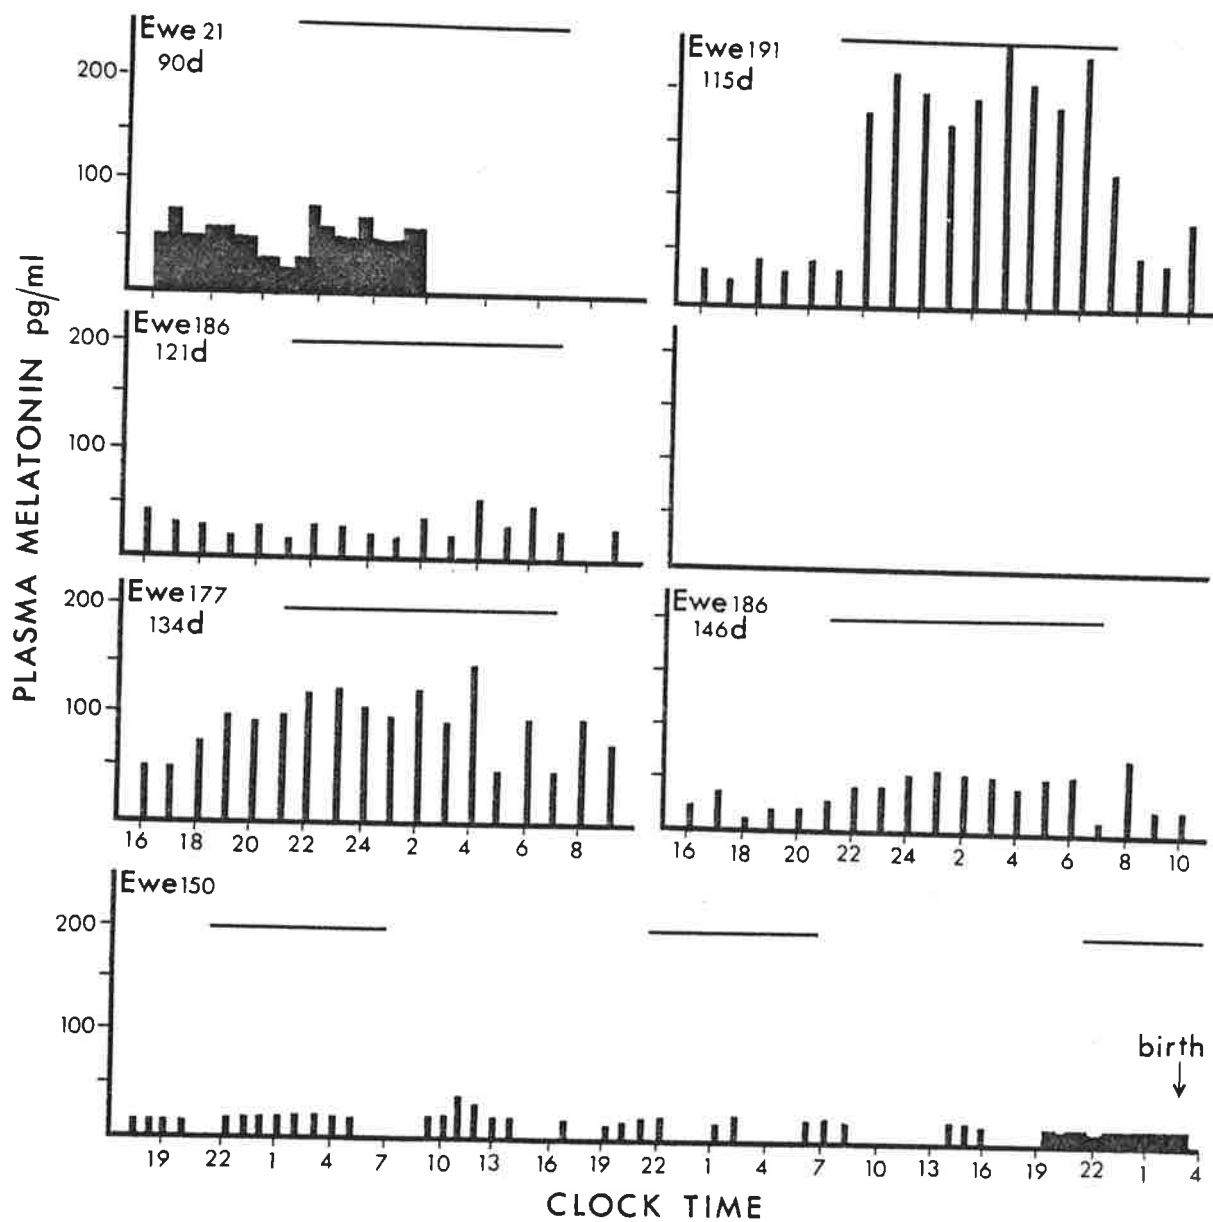 PLASMA MELATONIN pg/ml
Ewe 21
90d
200
100
Ewe 191
115d
Ewe 186
121d
200
100
Ewe 177
134d
200
100
16 18 20 22 24 2 4 6 8
Ewe 186
146d
16 18 20 22 24 2 4 6 8 10
Ewe 150
200
100
birth
19 22 1 4 7 10 13 16 19 22 1 4 7 10 13 16 19 22 1 4
CLOCK TIME